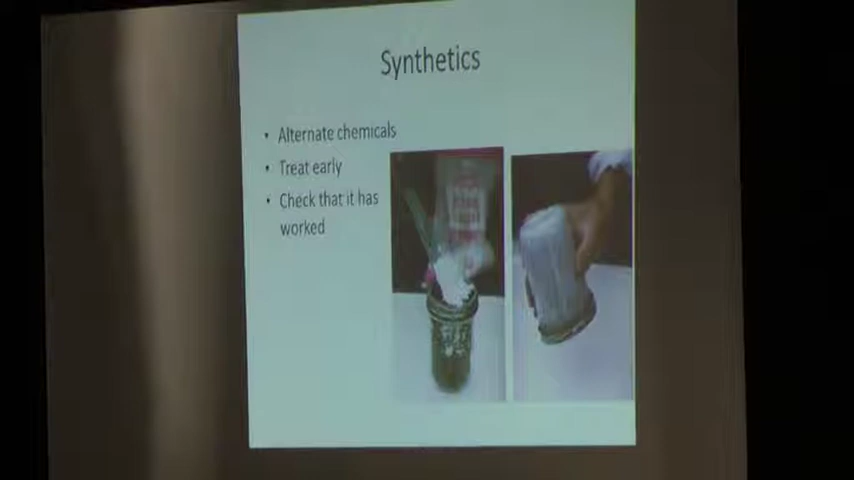 Synthetics
• Alternate chemicals
• Treat early
• Check that it has
worked